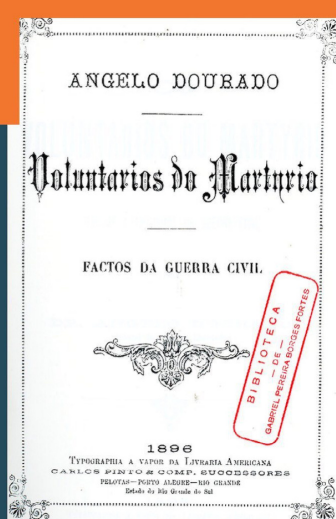 ANGELO DOURADO
Voluntarios do Martyrio
FACTOS DA GUERRA CIVIL
BIBLIOTECA
— DE —
GABRIEL PEREIRA BORGES FORTES
1896
Typographia a vapor da Livraria Americana
CARLOS PINTO & COMP. SUCCESSORES
PELOTAS—PORTO ALEGRE—RIO GRANDE
Estado do Rio Grande do Sul